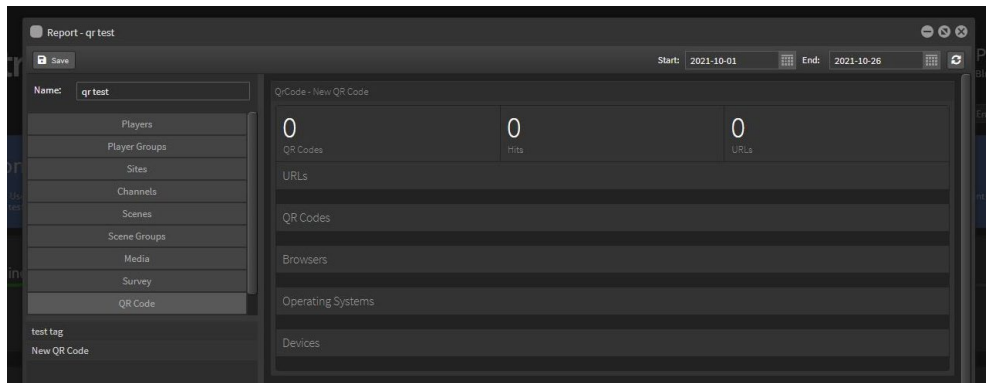 Report - qr test
Save
Start: 2021-10-01 End: 2021-10-26
Name: qr test
Players
Player Groups
Sites
Channels
Scenes
Scene Groups
Media
Survey
QR Code
test tag
New QR Code
QrCode - New QR Code
0 0 0
QR Codes Hits URLs
URLs
QR Codes
Browsers
Operating Systems
Devices